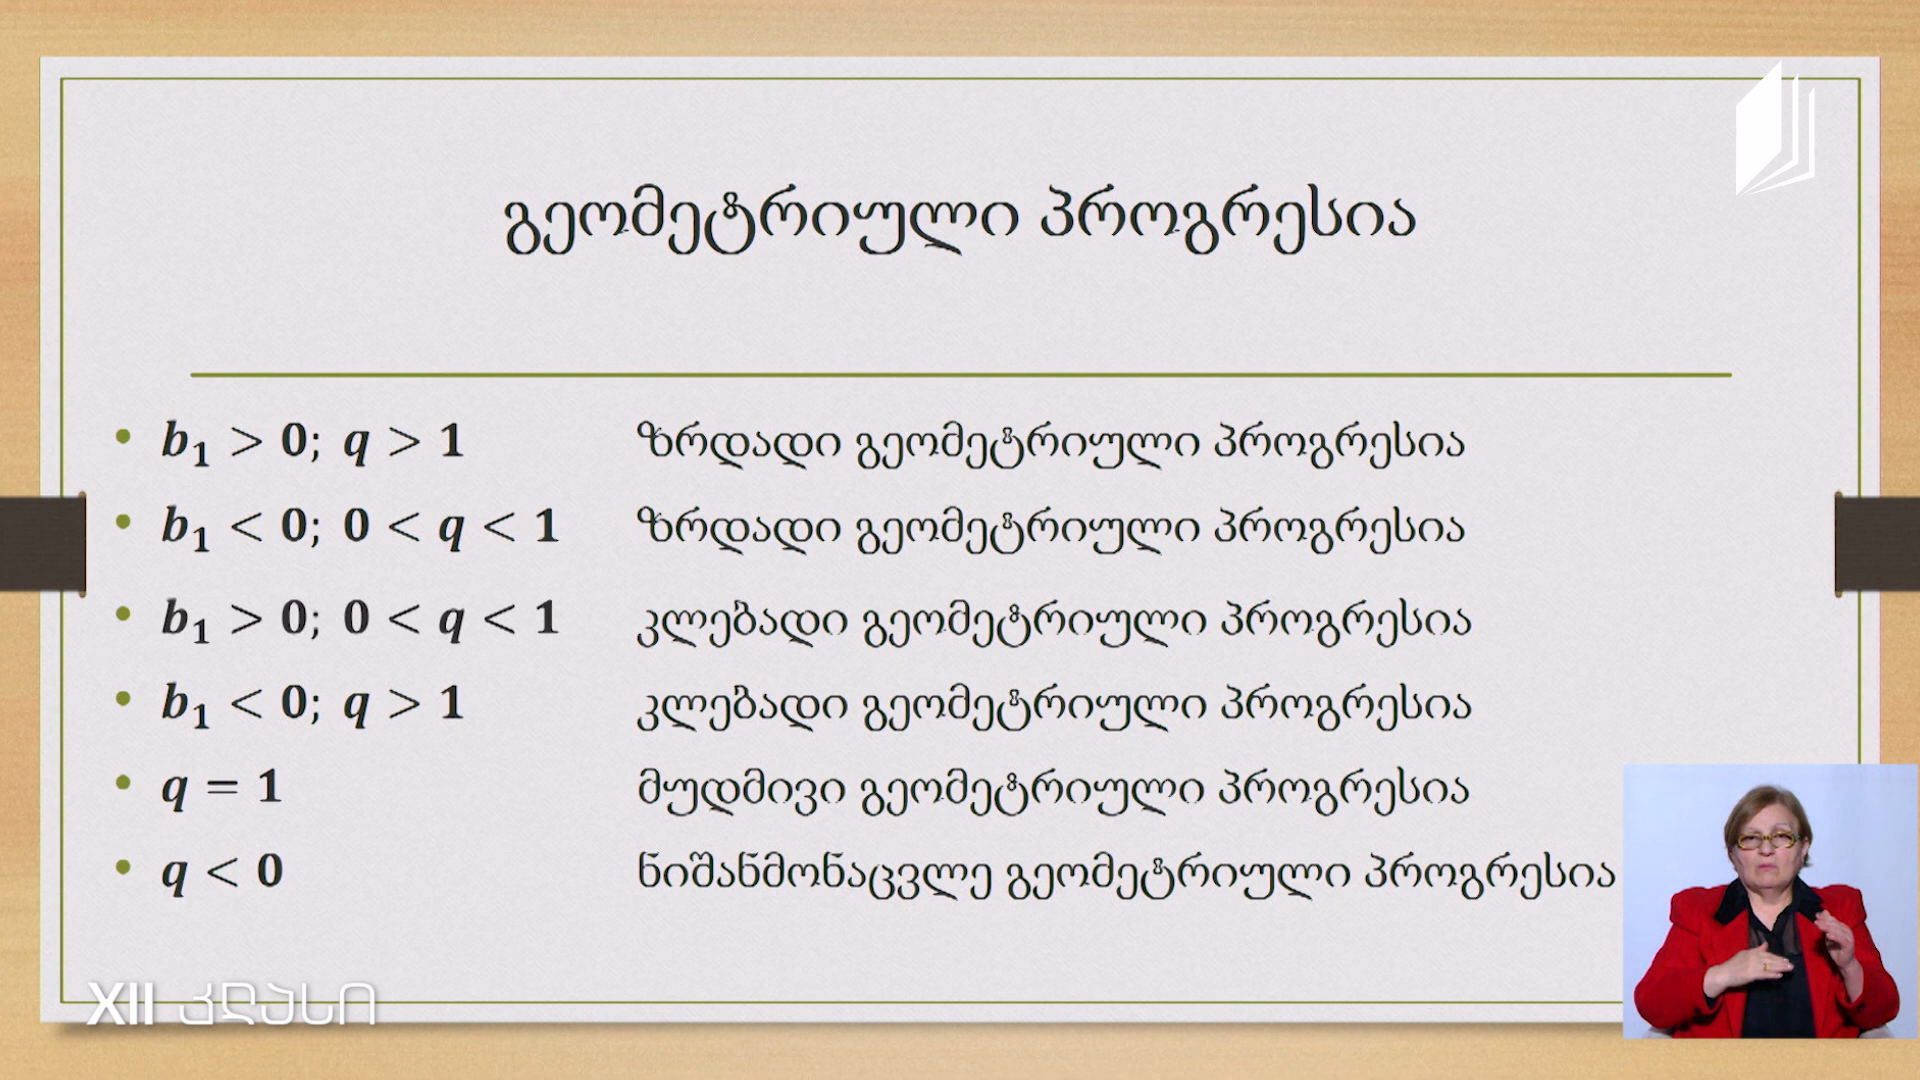 გეომეტრიული პროგრესია
• b₁ > 0; q > 1 ზრდადი გეომეტრიული პროგრესია
• b₁ < 0; 0 < q < 1 ზრდადი გეომეტრიული პროგრესია
• b₁ > 0; 0 < q < 1 კლებადი გეომეტრიული პროგრესია
• b₁ < 0; q > 1 კლებადი გეომეტრიული პროგრესია
• q = 1 მუდმივი გეომეტრიული პროგრესია
• q < 0 ნიშანმონაცვლე გეომეტრიული პროგრესია
XII კლასი